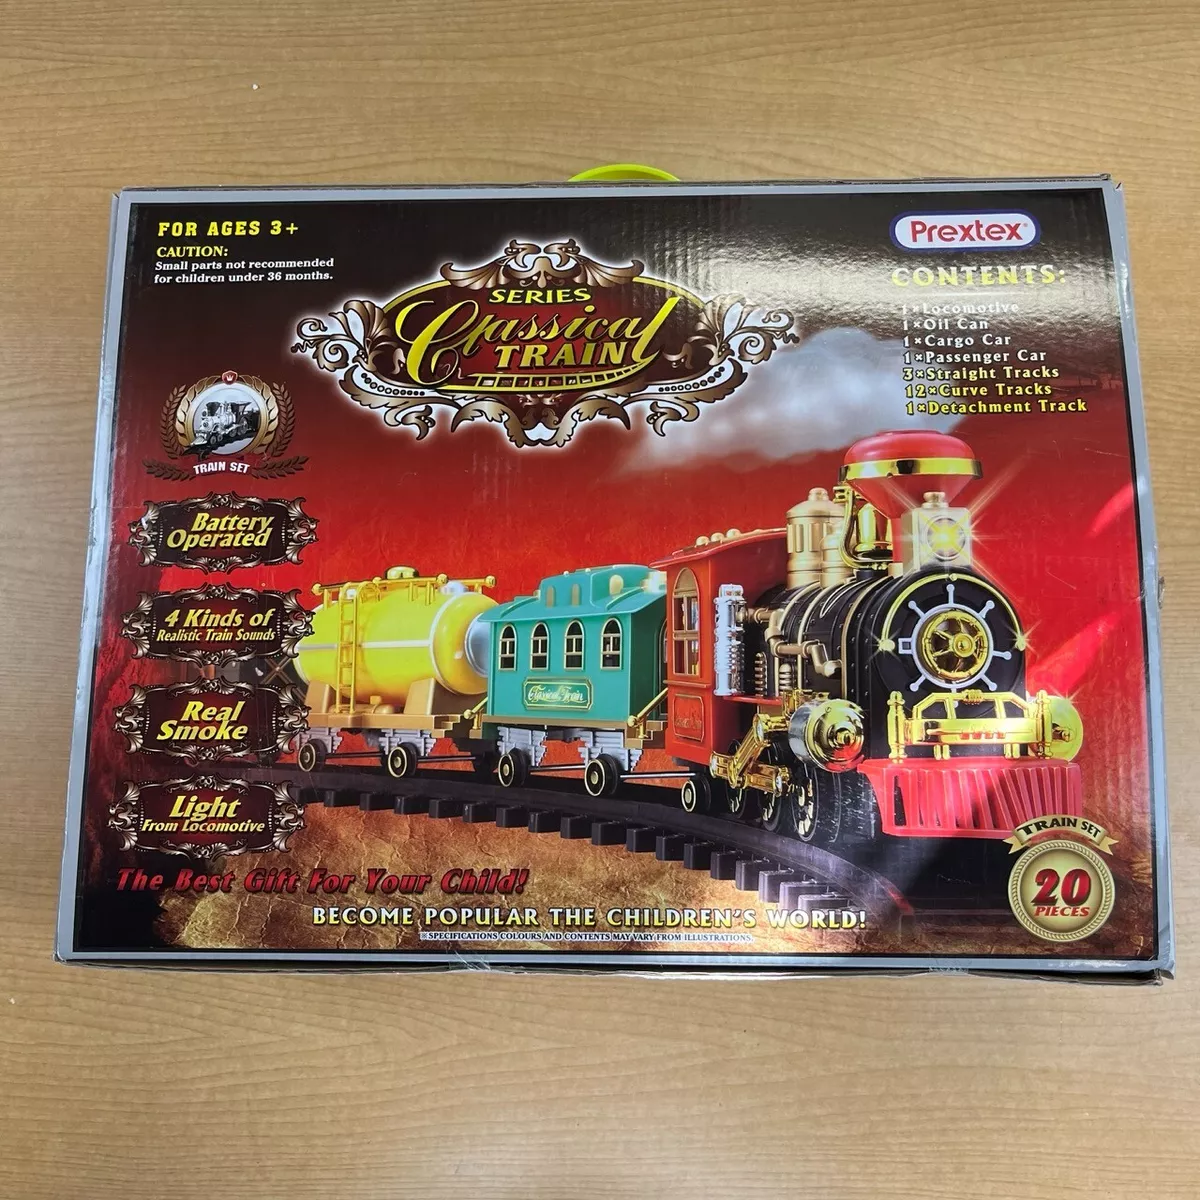 FOR AGES 3+
CAUTION:
Small parts not recommended
for children under 36 months.
SERIES
Classical
TRAIN
Prextex®
CONTENTS:
1×Locomotive
1×Oil Can
1×Cargo Car
1×Passenger Car
3×Straight Tracks
12×Curve Tracks
1×Detachment Track
TRAIN SET
Battery
Operated
4 Kinds of
Realistic Train Sounds
Real
Smoke
Light
From Locomotive
Classical Train
TRAIN SET
20
PIECES
The Best Gift For Your Child!
BECOME POPULAR THE CHILDREN'S WORLD!
※SPECIFICATIONS COLOURS AND CONTENTS MAY VARY FROM ILLUSTRATIONS.